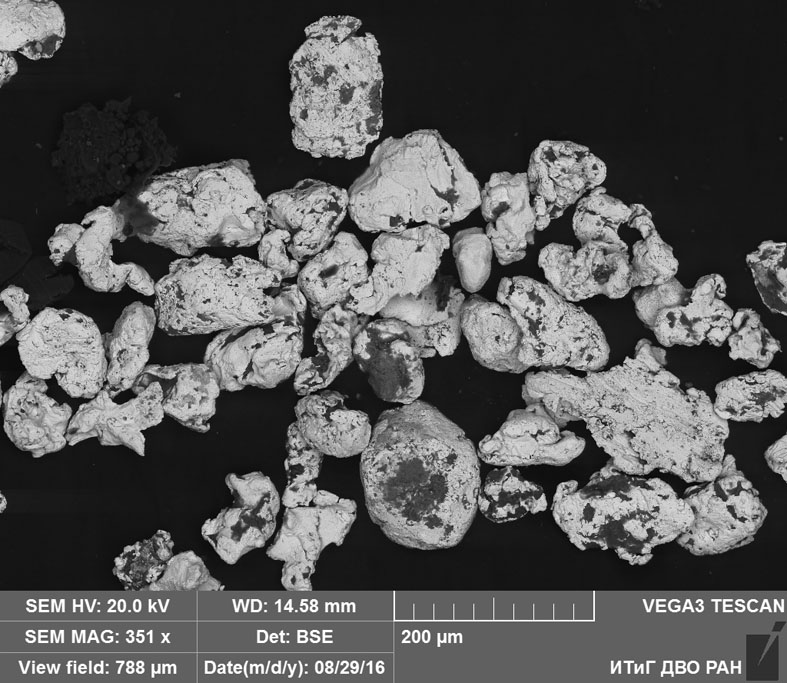 SEM HV: 20.0 kV WD: 14.58 mm VEGA3 TESCAN
SEM MAG: 351 x Det: BSE 200 µm
View field: 788 µm Date(m/d/y): 08/29/16 ИТиГ ДВО РАН